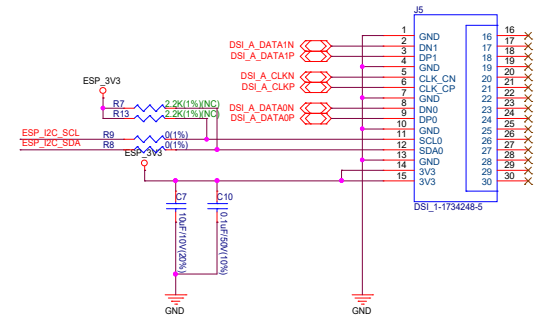 J5
DSI_A_DATA1N
DSI_A_DATA1P
DSI_A_CLKN
DSI_A_CLKP
DSI_A_DATA0N
DSI_A_DATA0P
1 GND 16 16
2 DN1 17 17
3 DP1 18 18
4 GND 19 19
5 CLK_CN 20 20
6 CLK_CP 21 21
7 GND 22 22
8 DN0 23 23
9 DP0 24 24
10 GND 25 25
11 SCL0 26 26
12 SDA0 27 27
13 GND 28 28
14 3V3 29 29
15 3V3 30 30
DSI_1-1734248-5
ESP_3V3
R7 2.2K(1%)(NC)
R13 2.2K(1%)(NC)
ESP_I2C_SCL R9 0(1%)
ESP_I2C_SDA R8 0(1%)
ESP_3V3
C7 10uF/10V(20%)
C10 0.1uF/50V(10%)
GND
GND